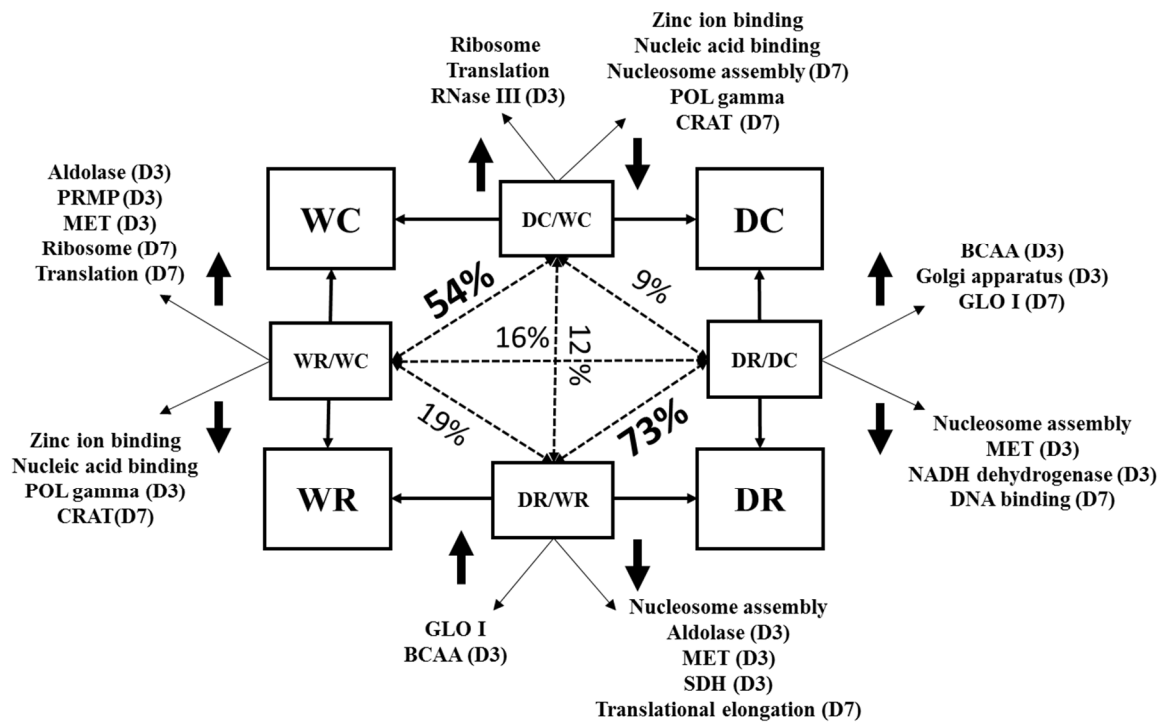 Ribosome
Translation
RNase III (D3)
Zinc ion binding
Nucleic acid binding
Nucleosome assembly (D7)
POL gamma
CRAT (D7)
Aldolase (D3)
PRMP (D3)
MET (D3)
Ribosome (D7)
Translation (D7)
WC
DC/WC
DC
BCAA (D3)
Golgi apparatus (D3)
GLO I (D7)
54%
9%
16%
12%
WR/WC
DR/DC
19%
73%
Zinc ion binding
Nucleic acid binding
POL gamma (D3)
CRAT(D7)
Nucleosome assembly
MET (D3)
NADH dehydrogenase (D3)
DNA binding (D7)
WR
DR/WR
DR
GLO I
BCAA (D3)
Nucleosome assembly
Aldolase (D3)
MET (D3)
SDH (D3)
Translational elongation (D7)